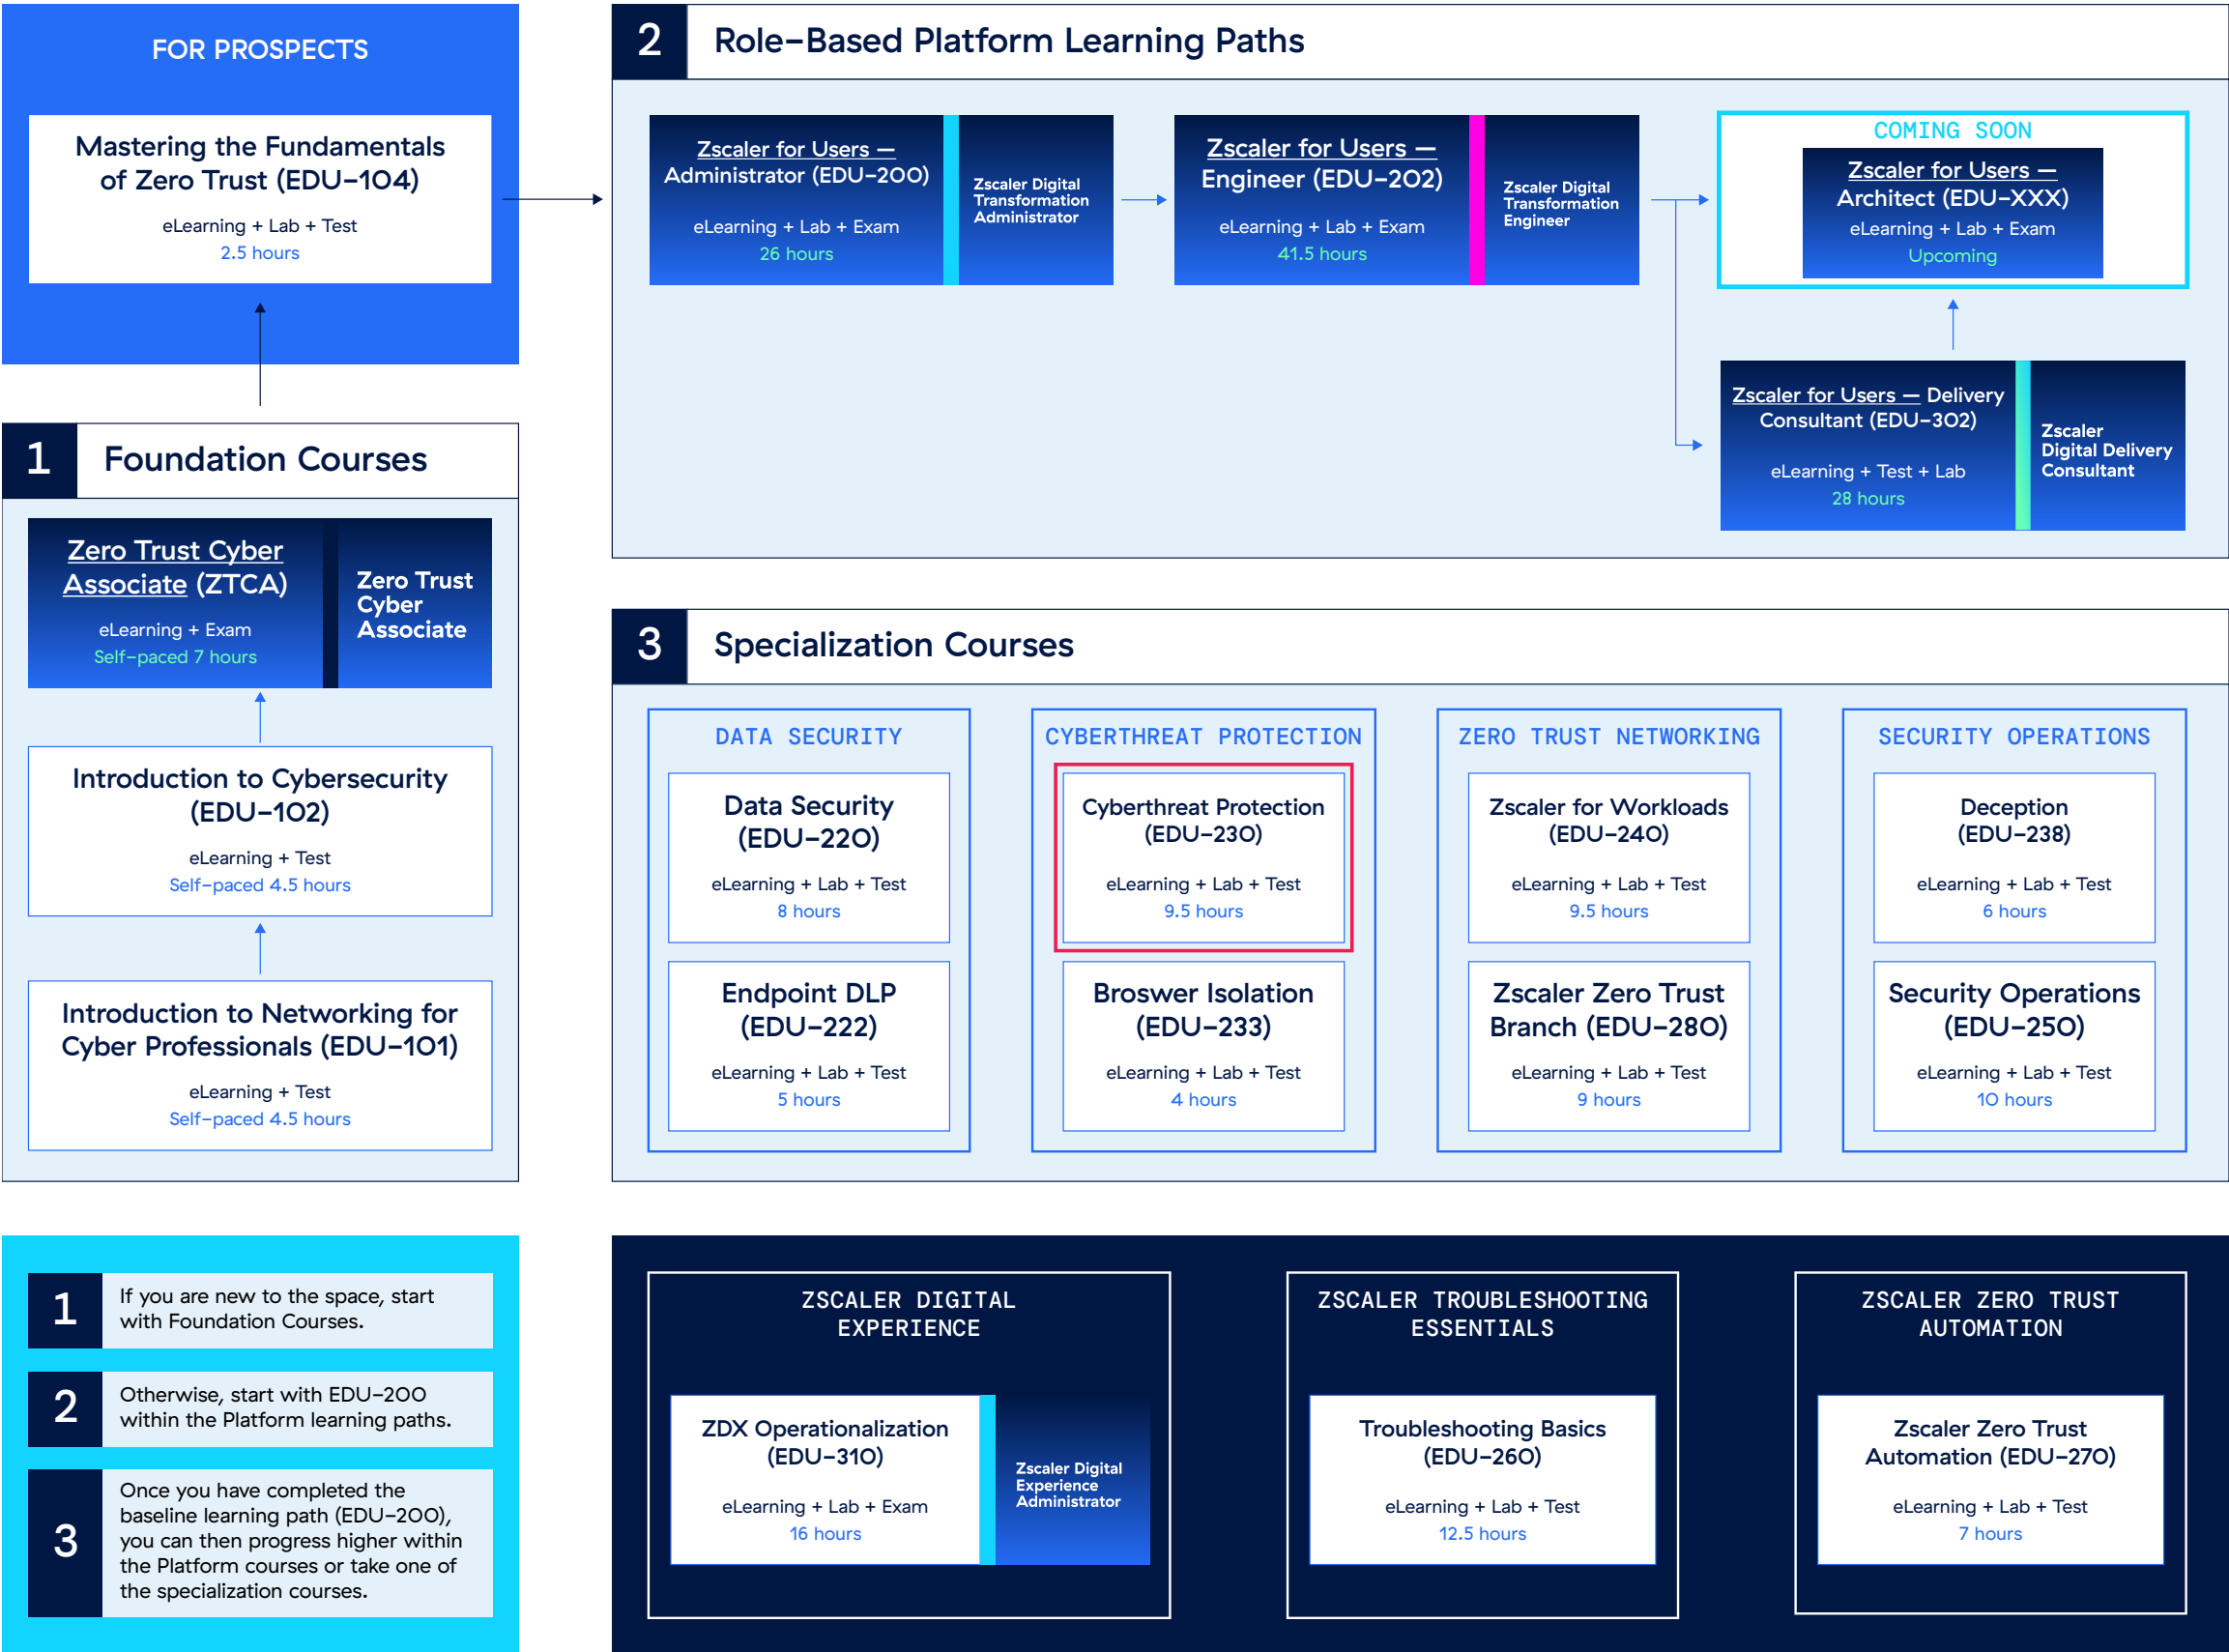 FOR PROSPECTS
Mastering the Fundamentals
of Zero Trust (EDU-104)
eLearning + Lab + Test
2.5 hours
1
Foundation Courses
Zero Trust Cyber
Associate (ZTCA)
eLearning + Exam
Self-paced 7 hours
Zero Trust
Cyber
Associate
Introduction to Cybersecurity
(EDU-102)
eLearning + Test
Self-paced 4.5 hours
Introduction to Networking for
Cyber Professionals (EDU-101)
eLearning + Test
Self-paced 4.5 hours
1
If you are new to the space, start
with Foundation Courses.
2
Otherwise, start with EDU-200
within the Platform learning paths.
3
Once you have completed the
baseline learning path (EDU-200),
you can then progress higher within
the Platform courses or take one of
the specialization courses.
2
Role-Based Platform Learning Paths
Zscaler for Users —
Administrator (EDU-200)
eLearning + Lab + Exam
26 hours
Zscaler Digital
Transformation
Administrator
Zscaler for Users —
Engineer (EDU-202)
eLearning + Lab + Exam
41.5 hours
Zscaler Digital
Transformation
Engineer
COMING SOON
Zscaler for Users —
Architect (EDU-XXX)
eLearning + Lab + Exam
Upcoming
Zscaler for Users — Delivery
Consultant (EDU-302)
eLearning + Test + Lab
28 hours
Zscaler
Digital Delivery
Consultant
3
Specialization Courses
DATA SECURITY
Data Security
(EDU-220)
eLearning + Lab + Test
8 hours
Endpoint DLP
(EDU-222)
eLearning + Lab + Test
5 hours
CYBERTHREAT PROTECTION
Cyberthreat Protection
(EDU-230)
eLearning + Lab + Test
9.5 hours
Broswer Isolation
(EDU-233)
eLearning + Lab + Test
4 hours
ZERO TRUST NETWORKING
Zscaler for Workloads
(EDU-240)
eLearning + Lab + Test
9.5 hours
Zscaler Zero Trust
Branch (EDU-280)
eLearning + Lab + Test
9 hours
SECURITY OPERATIONS
Deception
(EDU-238)
eLearning + Lab + Test
6 hours
Security Operations
(EDU-250)
eLearning + Lab + Test
10 hours
ZSCALER DIGITAL
EXPERIENCE
ZDX Operationalization
(EDU-310)
eLearning + Lab + Exam
16 hours
Zscaler Digital
Experience
Administrator
ZSCALER TROUBLESHOOTING
ESSENTIALS
Troubleshooting Basics
(EDU-260)
eLearning + Lab + Test
12.5 hours
ZSCALER ZERO TRUST
AUTOMATION
Zscaler Zero Trust
Automation (EDU-270)
eLearning + Lab + Test
7 hours